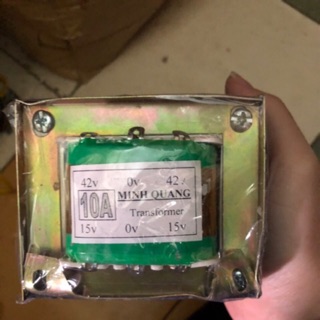 42v 0v 42v
10A MINH QUANG
Transformer
15v 0v 15v